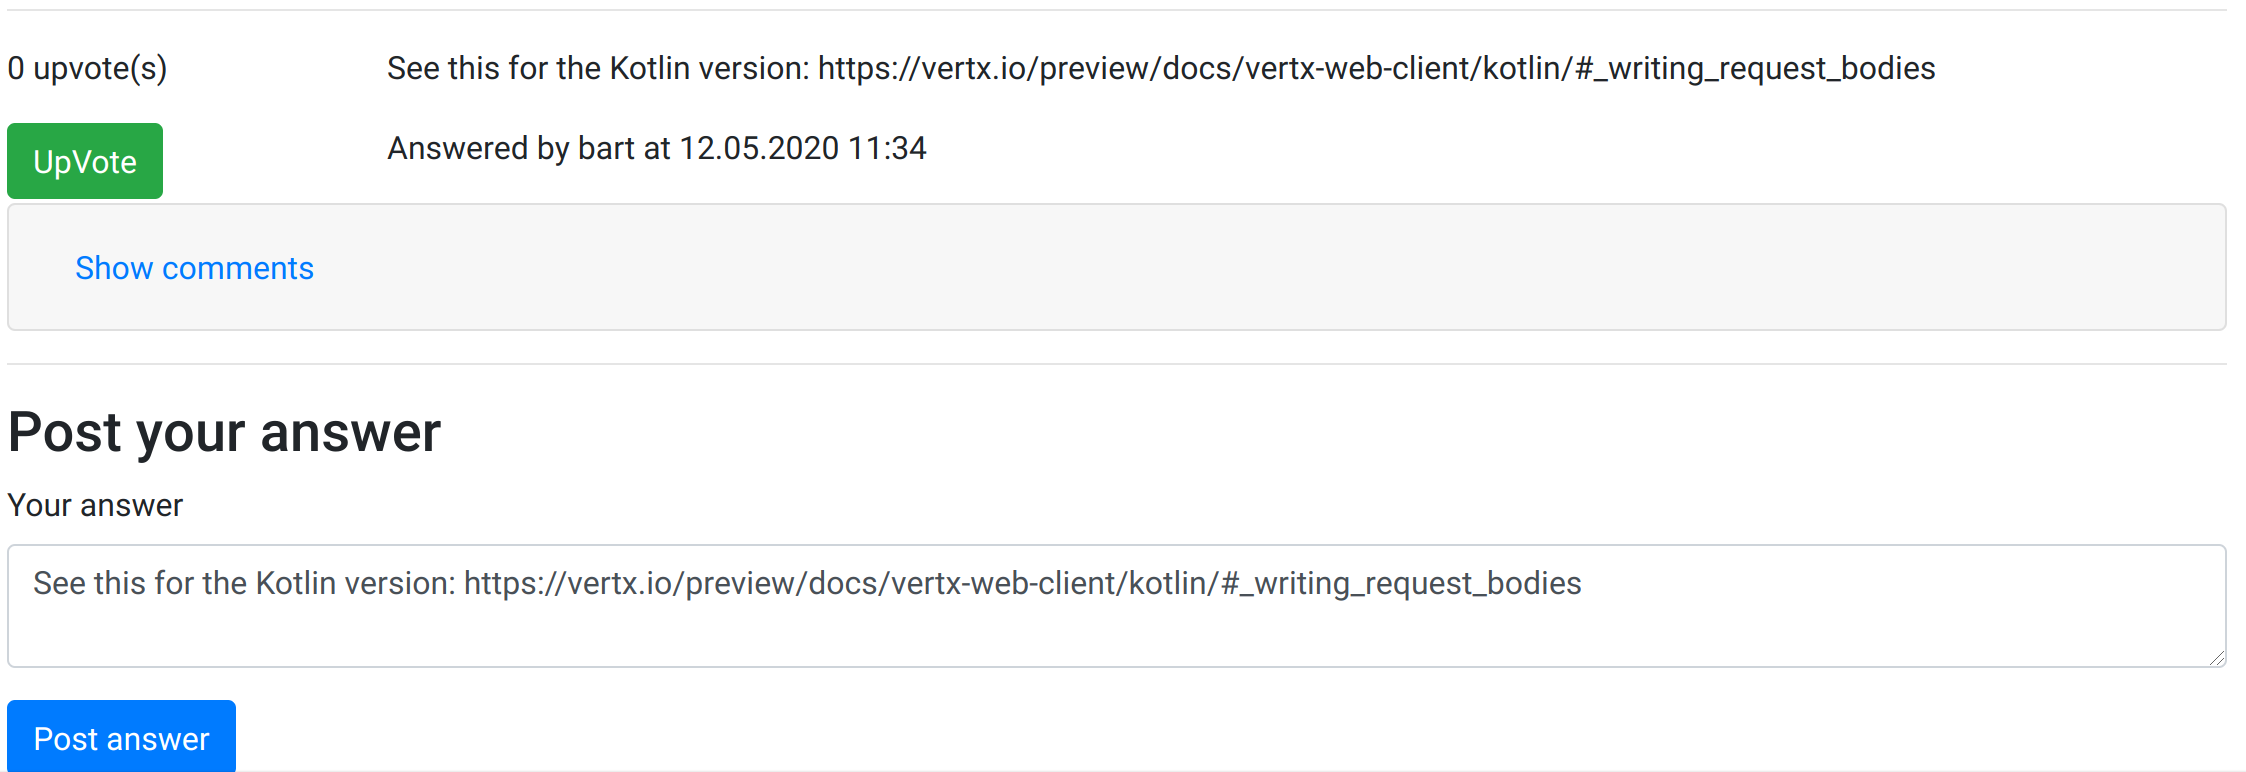 0 upvote(s)
See this for the Kotlin version: https://vertx.io/preview/docs/vertx-web-client/kotlin/#_writing_request_bodies
UpVote
Answered by bart at 12.05.2020 11:34
Show comments
Post your answer
Your answer
See this for the Kotlin version: https://vertx.io/preview/docs/vertx-web-client/kotlin/#_writing_request_bodies
Post answer